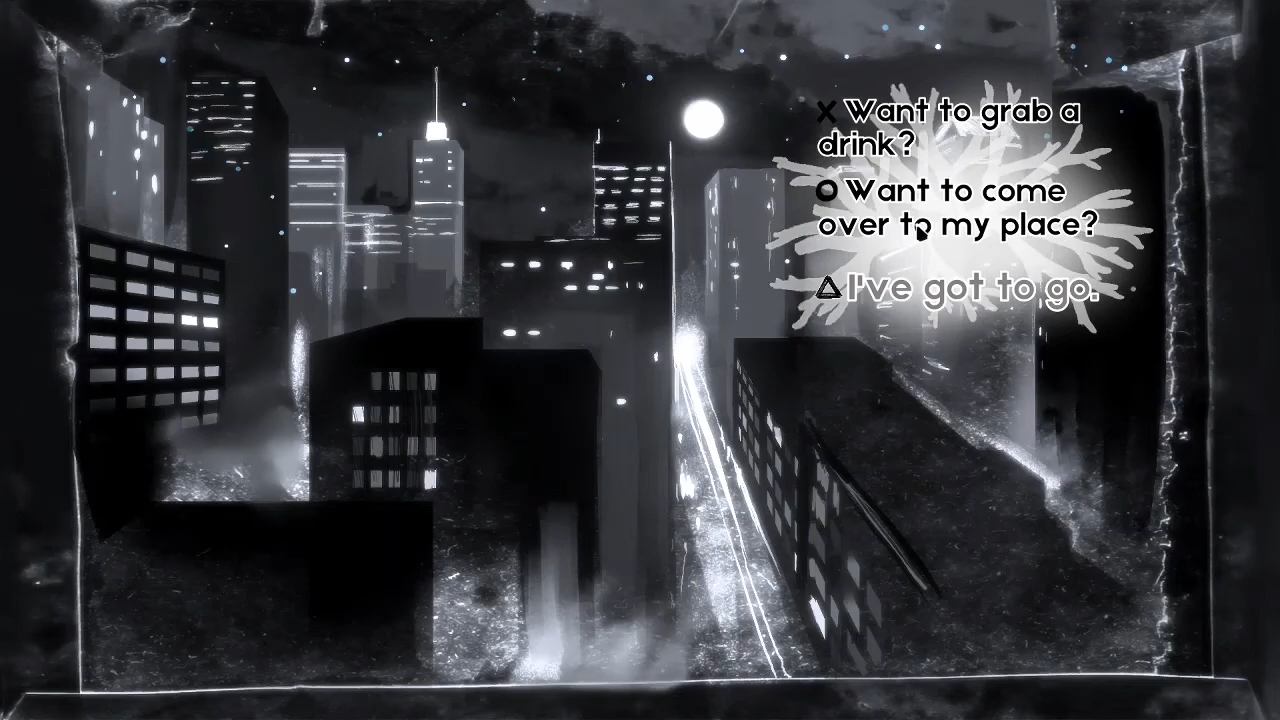 X Want to grab a
drink?
O Want to come
over to my place?
△ I've got to go.